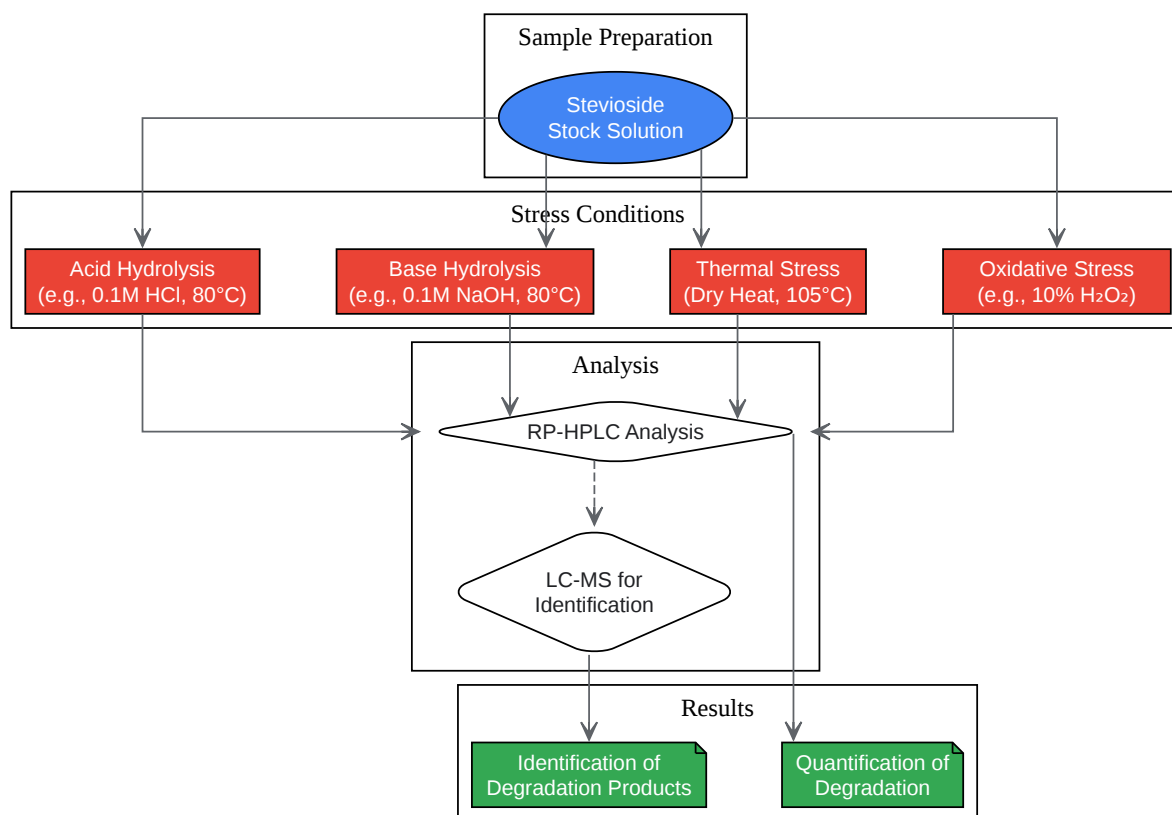 Sample Preparation
Stevioside
Stock Solution
Stress Conditions
Acid Hydrolysis
(e.g., 0.1M HCl, 80°C)
Base Hydrolysis
(e.g., 0.1M NaOH, 80°C)
Thermal Stress
(Dry Heat, 105°C)
Oxidative Stress
(e.g., 10% H₂O₂)
Analysis
RP-HPLC Analysis
LC-MS for
Identification
Results
Identification of
Degradation Products
Quantification of
Degradation